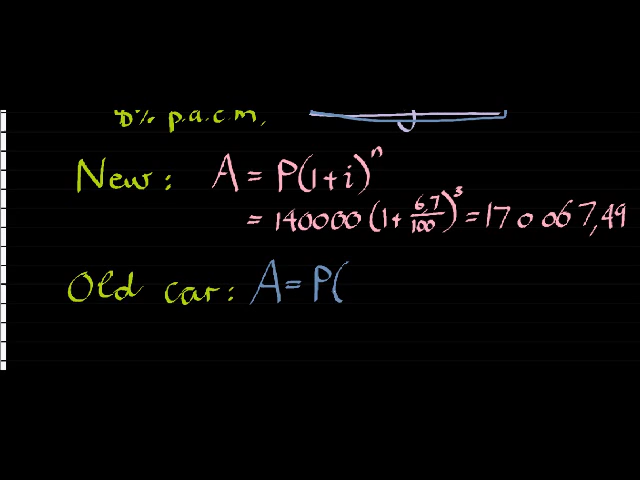 8% p.a.c.m.
New: A = P(1+i)^n
= 140000 (1 + 6,7/100)^3 = 170 067,49
Old car: A = P(